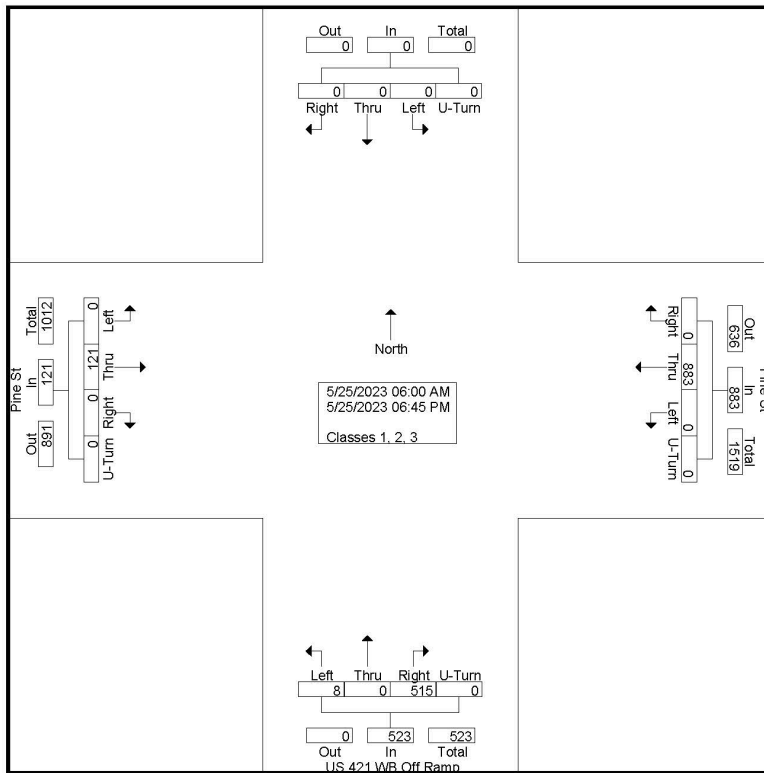 Out In Total
0 0 0
0 0 0 0
Right Thru Left U-Turn
Pine St
Total In Out
1012 121 891
0 121 0 0
Left Thru Right U-Turn
North
5/25/2023 06:00 AM
5/25/2023 06:45 PM
Classes 1, 2, 3
Right Thru Left U-Turn
0 883 0 0
Out In Total
636 883 1519
Pine St
Left Thru Right U-Turn
8 0 515 0
0 523 523
Out In Total
US 421 WB Off Ramp